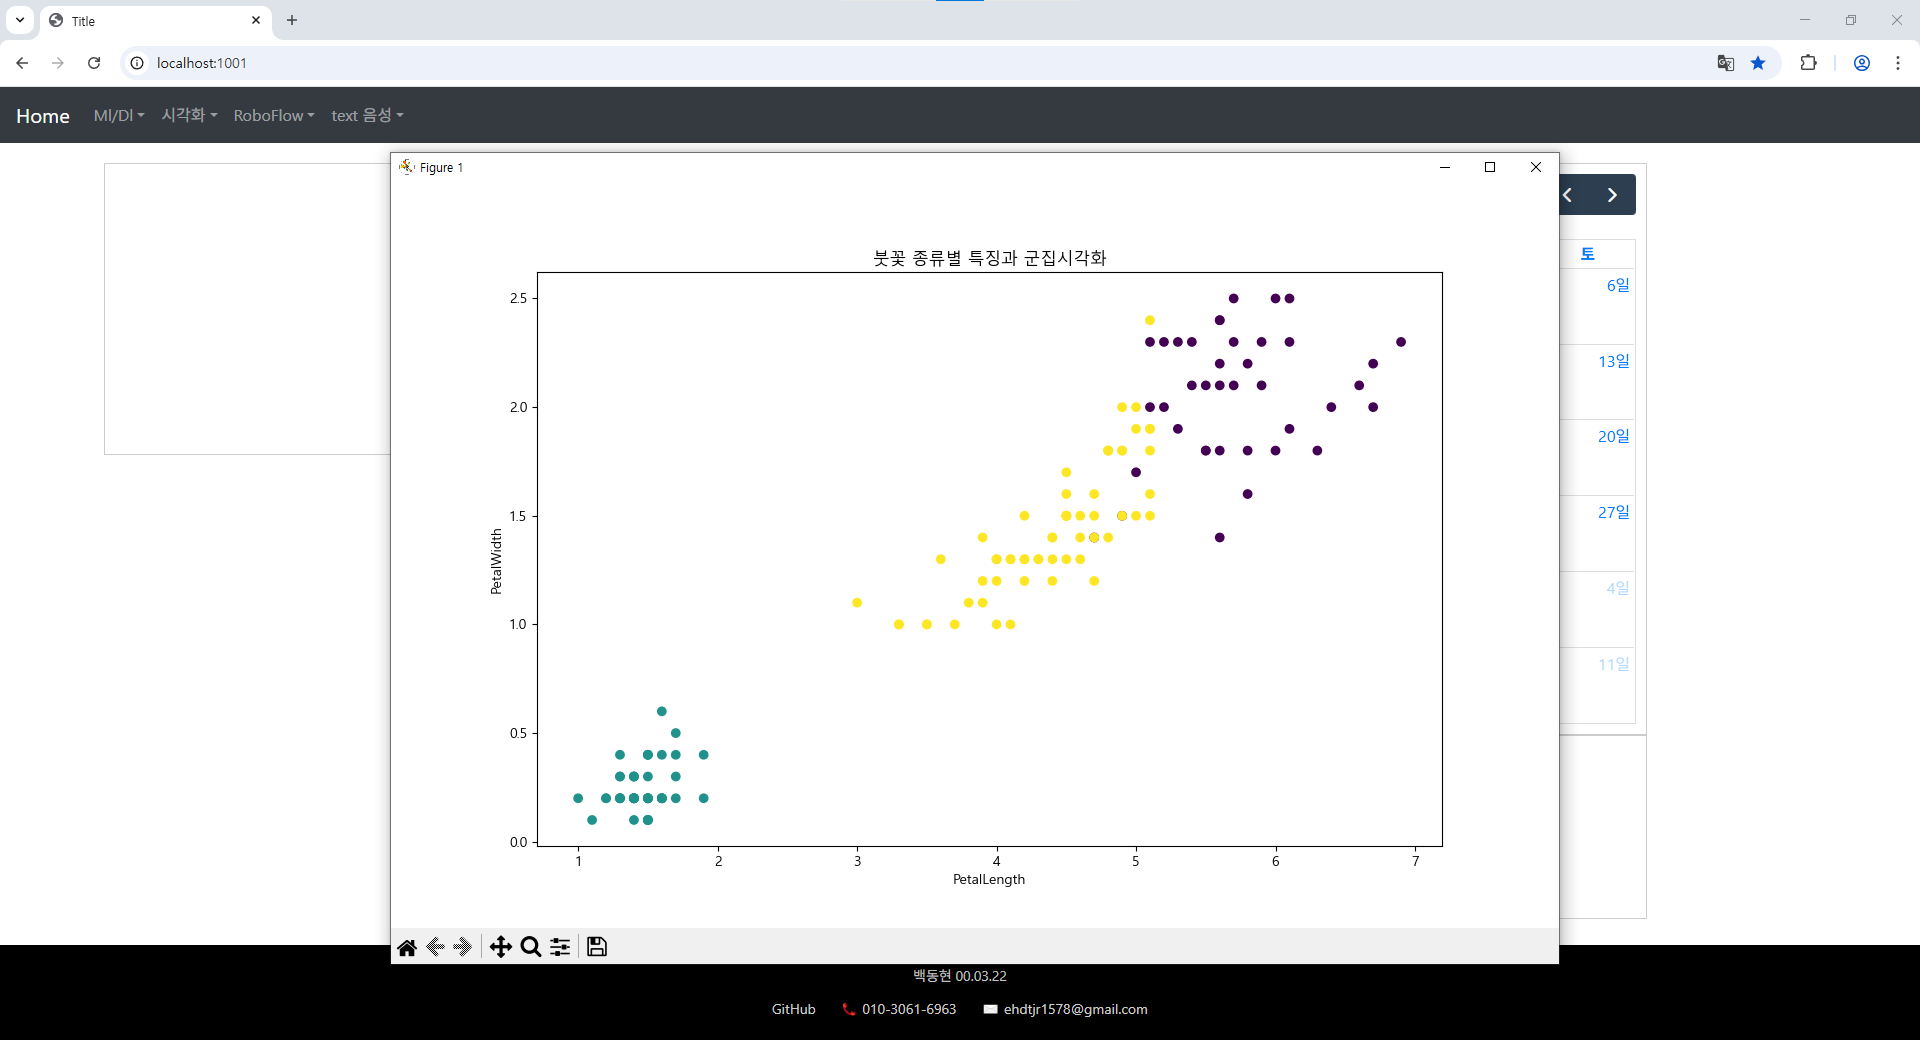 Title
localhost:1001
Home
Ml/Dl
시각화
RoboFlow
text 음성
Figure 1
붓꽃 종류별 특징과 군집시각화
2.5
2.0
1.5
1.0
0.5
0.0
PetalWidth
1 2 3 4 5 6 7
PetalLength
토
6일
13일
20일
27일
4일
11일
백동현 00.03.22
GitHub 010-3061-6963 ehdtjr1578@gmail.com